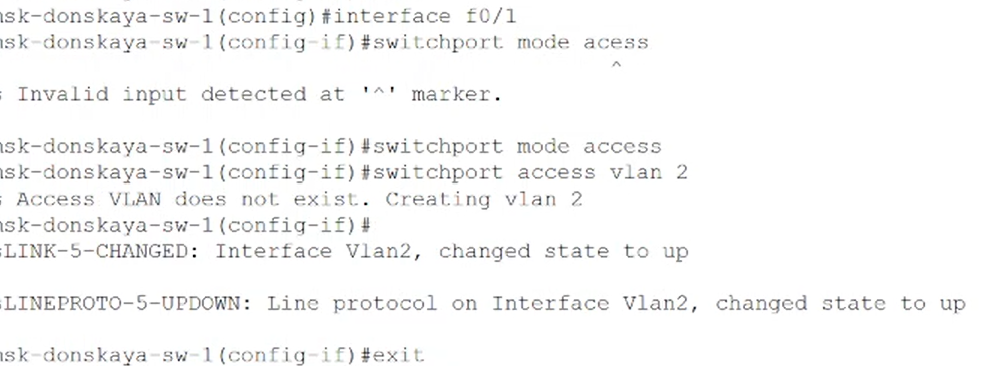 nsk-donskaya-sw-1(config)#interface f0/1
nsk-donskaya-sw-1(config-if)#switchport mode acess
^
Invalid input detected at '^' marker.
nsk-donskaya-sw-1(config-if)#switchport mode access
nsk-donskaya-sw-1(config-if)#switchport access vlan 2
Access VLAN does not exist. Creating vlan 2
nsk-donskaya-sw-1(config-if)#
LINK-5-CHANGED: Interface Vlan2, changed state to up
LINEPROTO-5-UPDOWN: Line protocol on Interface Vlan2, changed state to up
nsk-donskaya-sw-1(config-if)#exit